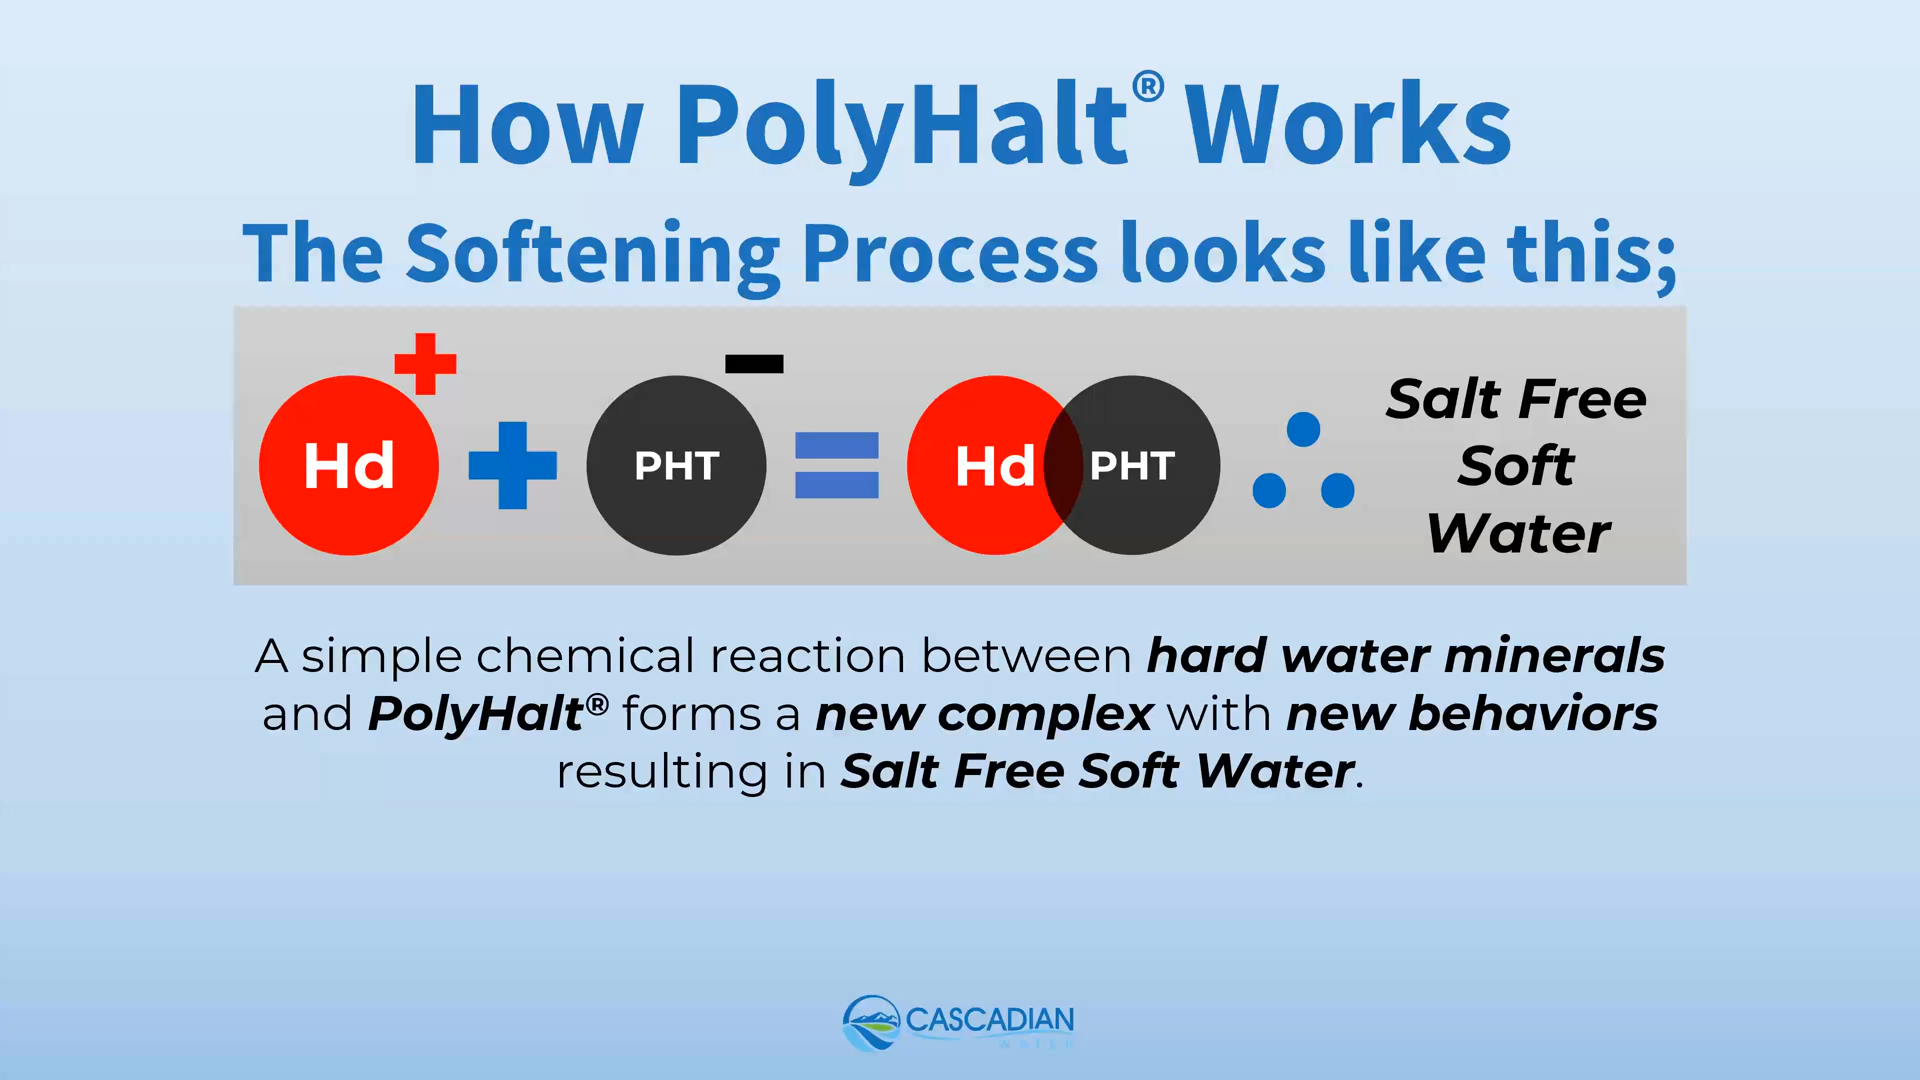 How PolyHalt® Works
The Softening Process looks like this;
Hd
PHT
Hd
PHT
Salt Free
Soft
Water
A simple chemical reaction between hard water minerals
and PolyHalt® forms a new complex with new behaviors
resulting in Salt Free Soft Water.
CASCADIAN
WATER